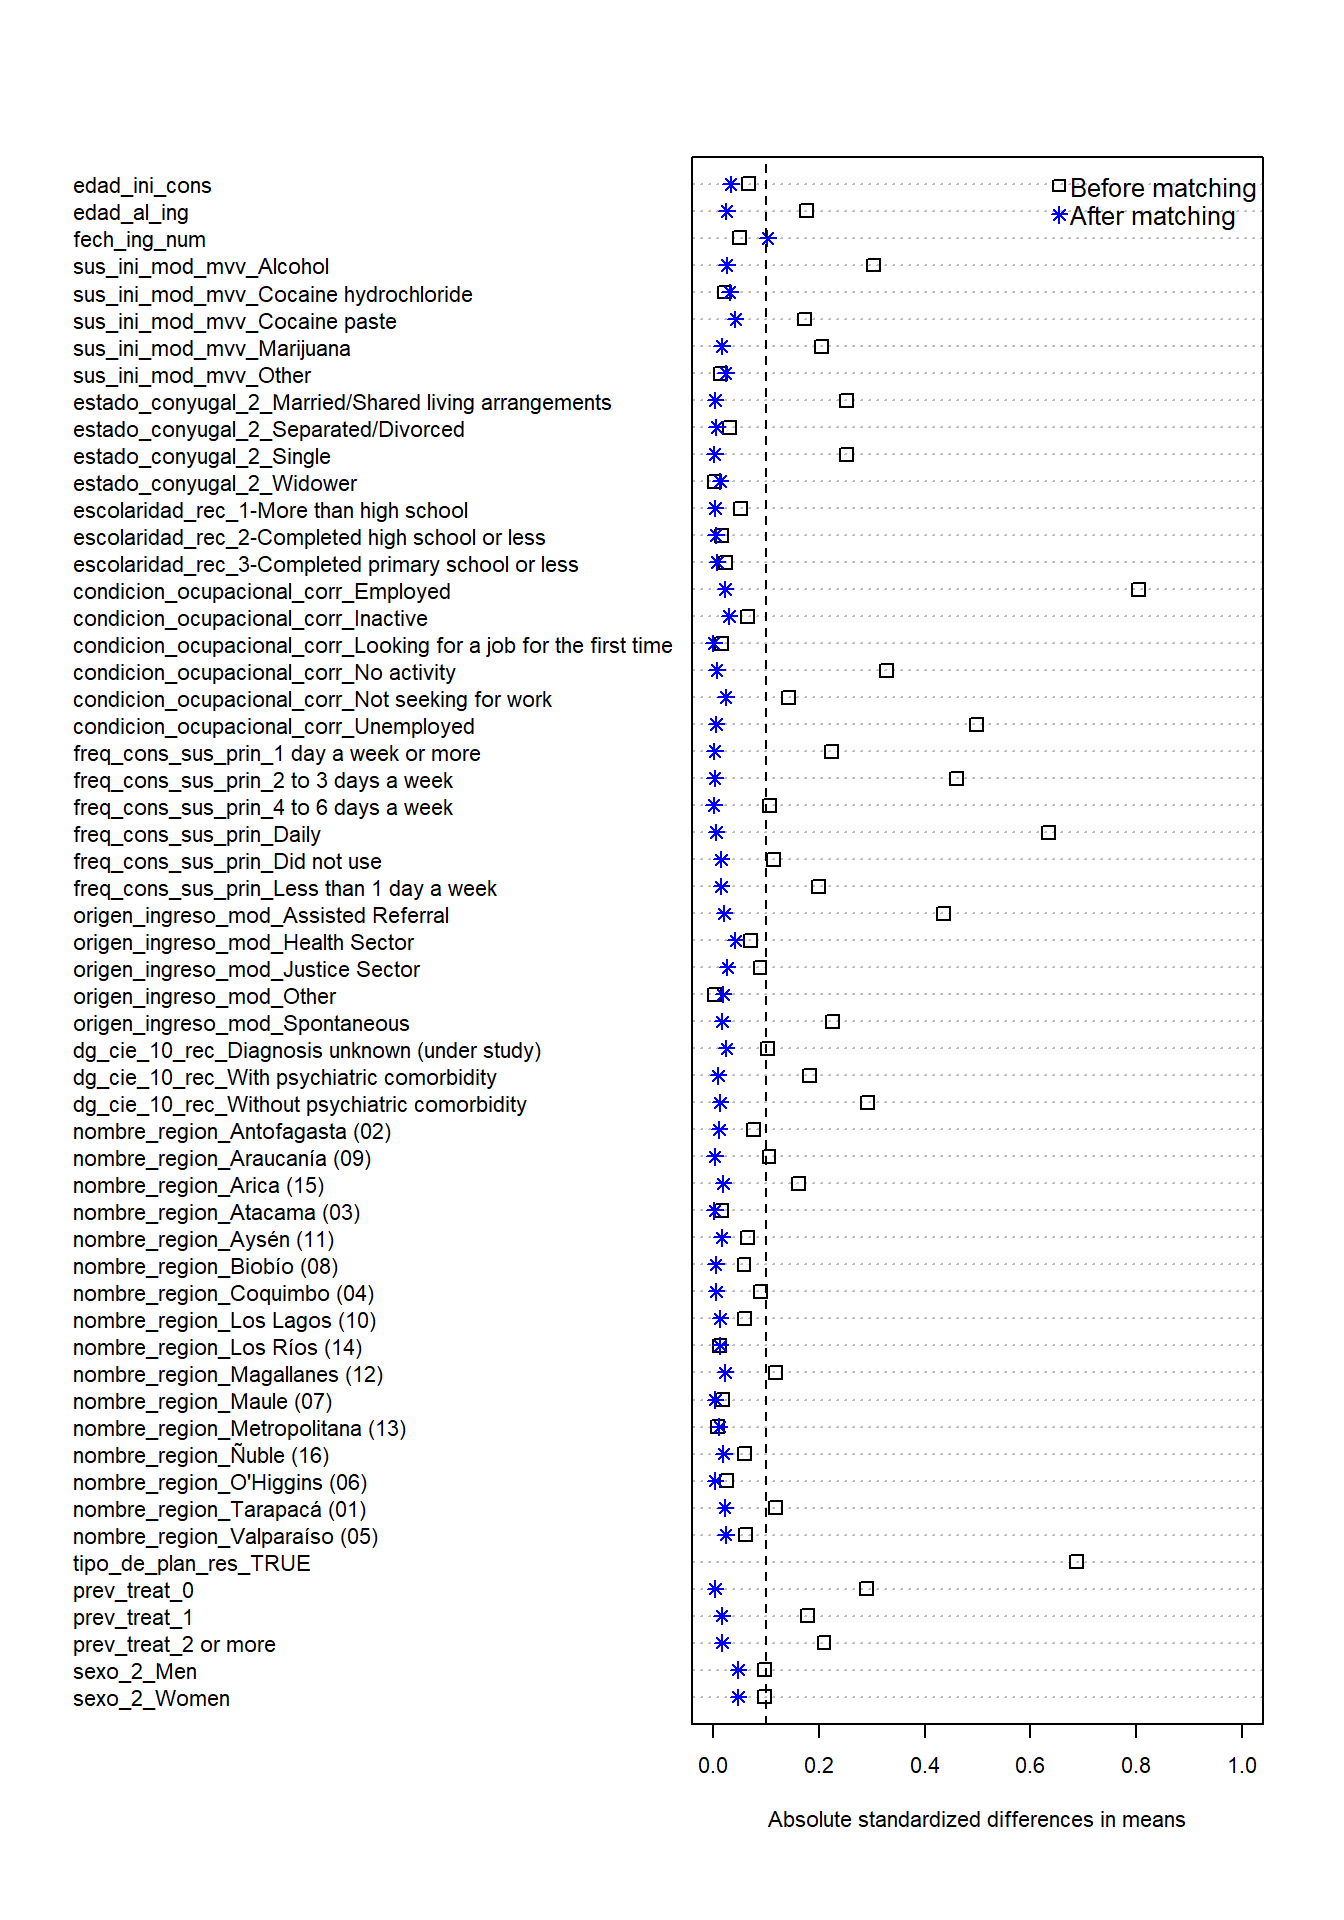 Before matching
After matching
edad_ini_cons
edad_al_ing
fech_ing_num
sus_ini_mod_mvv_Alcohol
sus_ini_mod_mvv_Cocaine hydrochloride
sus_ini_mod_mvv_Cocaine paste
sus_ini_mod_mvv_Marijuana
sus_ini_mod_mvv_Other
estado_conyugal_2_Married/Shared living arrangements
estado_conyugal_2_Separated/Divorced
estado_conyugal_2_Single
estado_conyugal_2_Widower
escolaridad_rec_1-More than high school
escolaridad_rec_2-Completed high school or less
escolaridad_rec_3-Completed primary school or less
condicion_ocupacional_corr_Employed
condicion_ocupacional_corr_Inactive
condicion_ocupacional_corr_Looking for a job for the first time
condicion_ocupacional_corr_No activity
condicion_ocupacional_corr_Not seeking for work
condicion_ocupacional_corr_Unemployed
freq_cons_sus_prin_1 day a week or more
freq_cons_sus_prin_2 to 3 days a week
freq_cons_sus_prin_4 to 6 days a week
freq_cons_sus_prin_Daily
freq_cons_sus_prin_Did not use
freq_cons_sus_prin_Less than 1 day a week
origen_ingreso_mod_Assisted Referral
origen_ingreso_mod_Health Sector
origen_ingreso_mod_Justice Sector
origen_ingreso_mod_Other
origen_ingreso_mod_Spontaneous
dg_cie_10_rec_Diagnosis unknown (under study)
dg_cie_10_rec_With psychiatric comorbidity
dg_cie_10_rec_Without psychiatric comorbidity
nombre_region_Antofagasta (02)
nombre_region_Araucanía (09)
nombre_region_Arica (15)
nombre_region_Atacama (03)
nombre_region_Aysén (11)
nombre_region_Biobío (08)
nombre_region_Coquimbo (04)
nombre_region_Los Lagos (10)
nombre_region_Los Ríos (14)
nombre_region_Magallanes (12)
nombre_region_Maule (07)
nombre_region_Metropolitana (13)
nombre_region_Ñuble (16)
nombre_region_O'Higgins (06)
nombre_region_Tarapacá (01)
nombre_region_Valparaíso (05)
tipo_de_plan_res_TRUE
prev_treat_0
prev_treat_1
prev_treat_2 or more
sexo_2_Men
sexo_2_Women
0.0 0.2 0.4 0.6 0.8 1.0
Absolute standardized differences in means